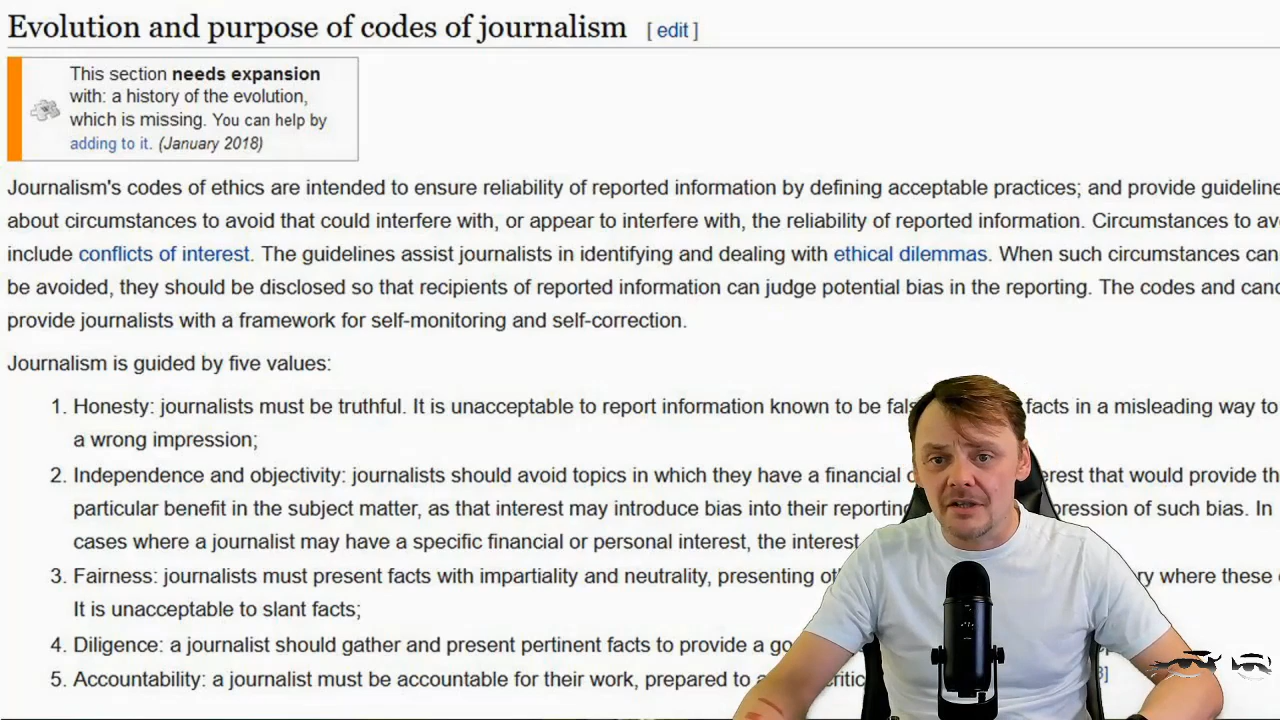 Evolution and purpose of codes of journalism [ edit ]
This section needs expansion
with: a history of the evolution,
which is missing. You can help by
adding to it. (January 2018)
Journalism's codes of ethics are intended to ensure reliability of reported information by defining acceptable practices; and provide guideline
about circumstances to avoid that could interfere with, or appear to interfere with, the reliability of reported information. Circumstances to av
include conflicts of interest. The guidelines assist journalists in identifying and dealing with ethical dilemmas. When such circumstances can
be avoided, they should be disclosed so that recipients of reported information can judge potential bias in the reporting. The codes and cano
provide journalists with a framework for self-monitoring and self-correction.
Journalism is guided by five values:
1. Honesty: journalists must be truthful. It is unacceptable to report information known to be fals facts in a misleading way to
a wrong impression;
2. Independence and objectivity: journalists should avoid topics in which they have a financial erest that would provide th
particular benefit in the subject matter, as that interest may introduce bias into their reporting pression of such bias. In
cases where a journalist may have a specific financial or personal interest, the interest
3. Fairness: journalists must present facts with impartiality and neutrality, presenting ot ry where these
It is unacceptable to slant facts;
4. Diligence: a journalist should gather and present pertinent facts to provide a go
5. Accountability: a journalist must be accountable for their work, prepared to critic 3]